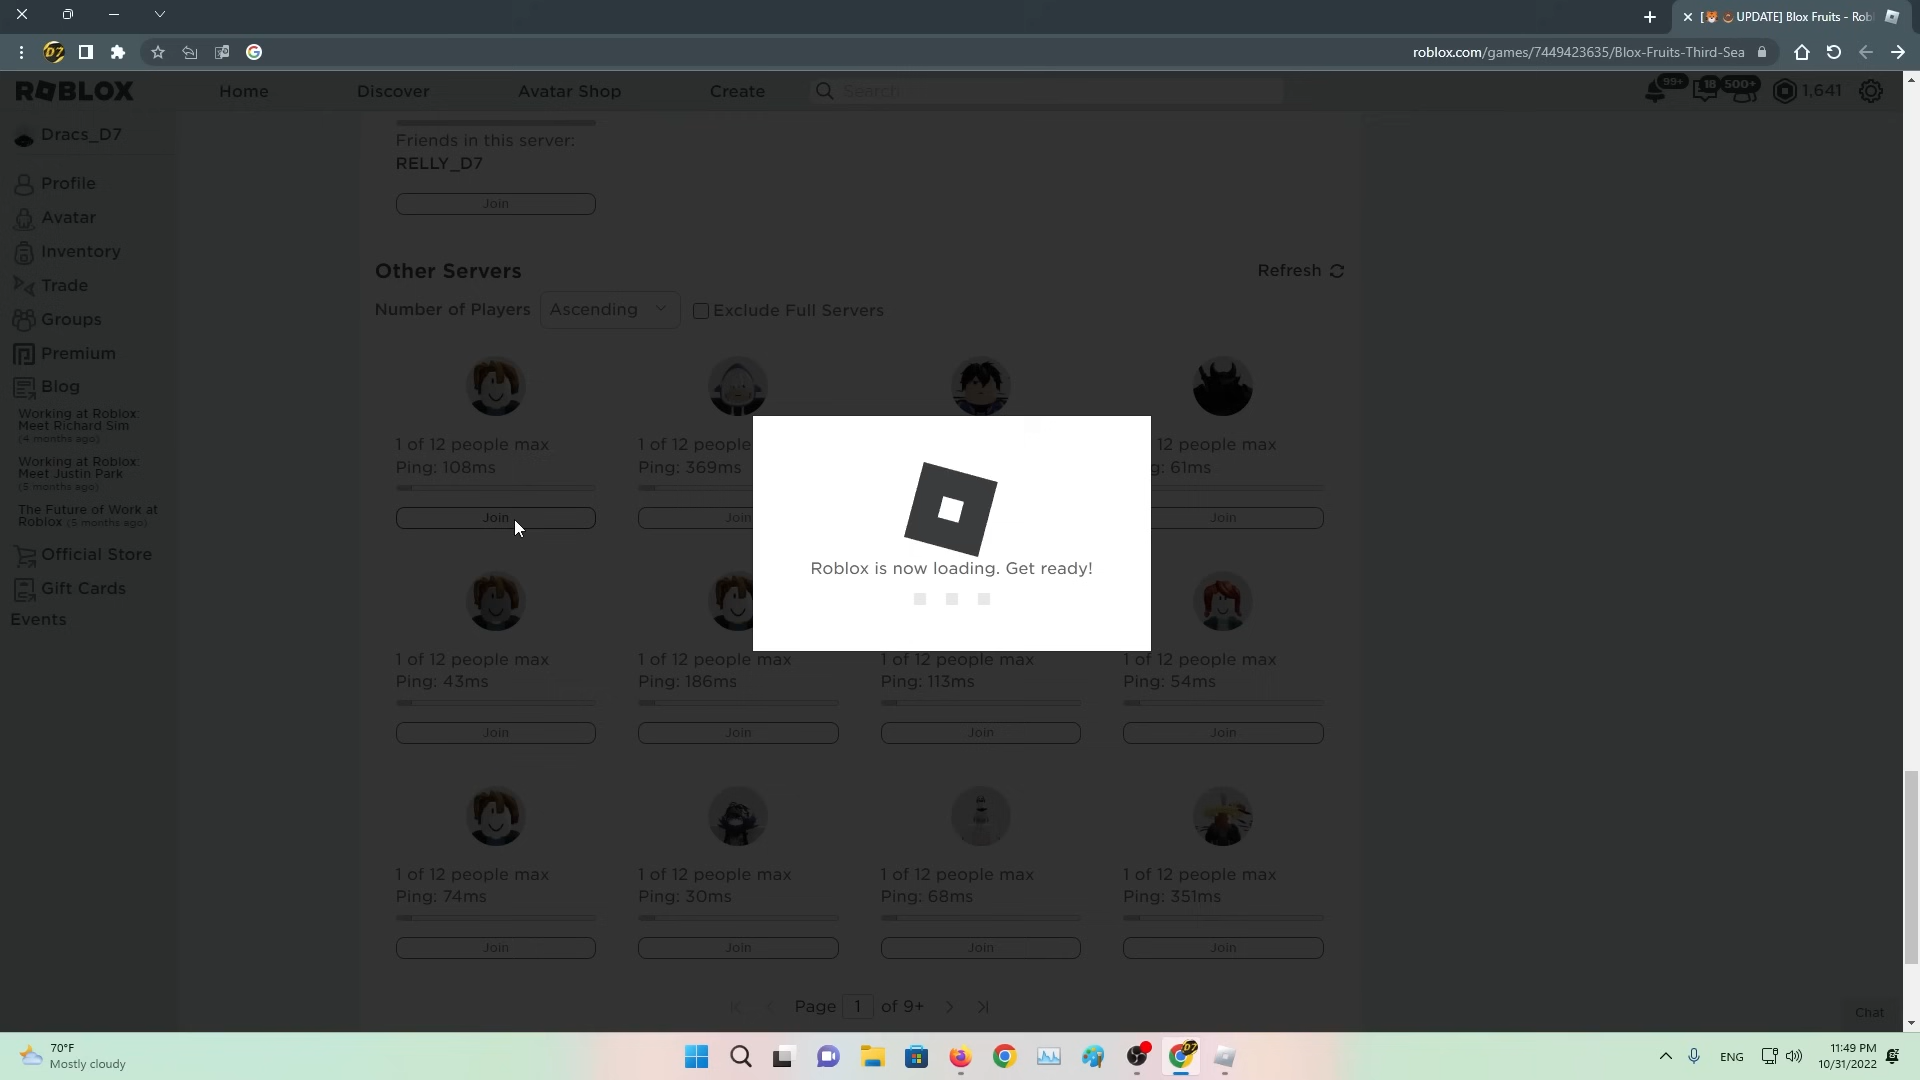 [🐯 🎃 UPDATE] Blox Fruits - Rob
roblox.com/games/7449423635/Blox-Fruits-Third-Sea
ROBLOX
Home
Discover
Avatar Shop
Create
Search
99+
18
500+
1,641
Dracs_D7
Profile
Avatar
Inventory
Trade
Groups
Premium
Blog
Working at Roblox:
Meet Richard Sim
(4 months ago)
Working at Roblox:
Meet Justin Park
(5 months ago)
The Future of Work at
Roblox (5 months ago)
Official Store
Gift Cards
Events
Friends in this server:
RELLY_D7
Join
Other Servers
Refresh
Number of Players
Ascending
Exclude Full Servers
1 of 12 people max
Ping: 108ms
Join
1 of 12 people
Ping: 369ms
Join
12 people max
g: 61ms
Join
Roblox is now loading. Get ready!
1 of 12 people max
Ping: 43ms
Join
1 of 12 people max
Ping: 186ms
Join
1 of 12 people max
Ping: 113ms
Join
1 of 12 people max
Ping: 54ms
Join
1 of 12 people max
Ping: 74ms
Join
1 of 12 people max
Ping: 30ms
Join
1 of 12 people max
Ping: 68ms
Join
1 of 12 people max
Ping: 351ms
Join
Page 1 of 9+
Chat
70°F
Mostly cloudy
D7
D7
ENG
11:49 PM
10/31/2022